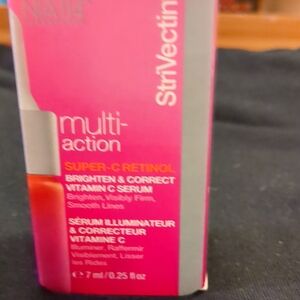 StriVectin
multi-
action
SUPER-C RETINOL
BRIGHTEN & CORRECT
VITAMIN C SERUM
Brighten, Visibly Firm,
Smooth Lines
SÉRUM ILLUMINATEUR
& CORRECTEUR
VITAMINE C
Illuminer, Raffermir
Visiblement, Lisser
les Rides
e 7 ml / 0.25 fl oz